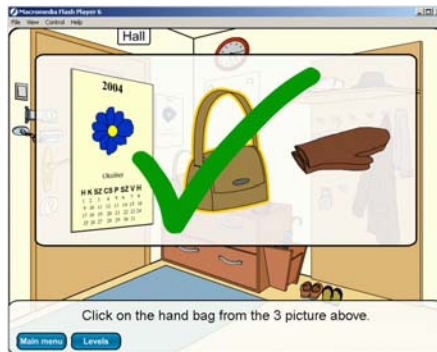 Macromedia Flash Player 6
File View Control Help
Hall
2004
Október
H K SZ CS P SZ V H
Click on the hand bag from the 3 picture above.
Main menu
Levels